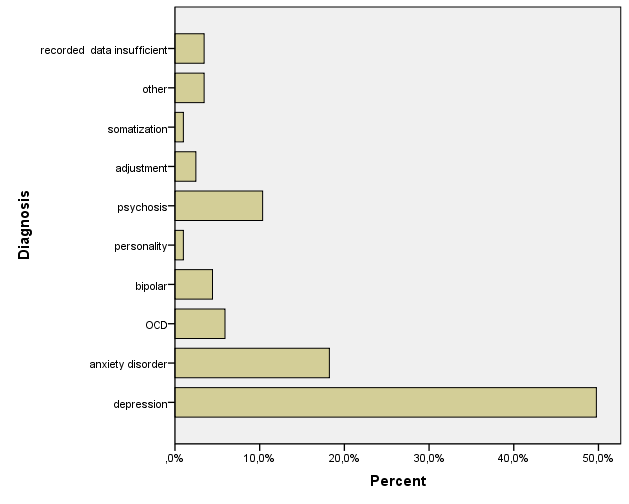 recorded data insufficient
other
somatization
adjustment
psychosis
personality
bipolar
OCD
anxiety disorder
depression
Diagnosis
,0% 10,0% 20,0% 30,0% 40,0% 50,0%
Percent